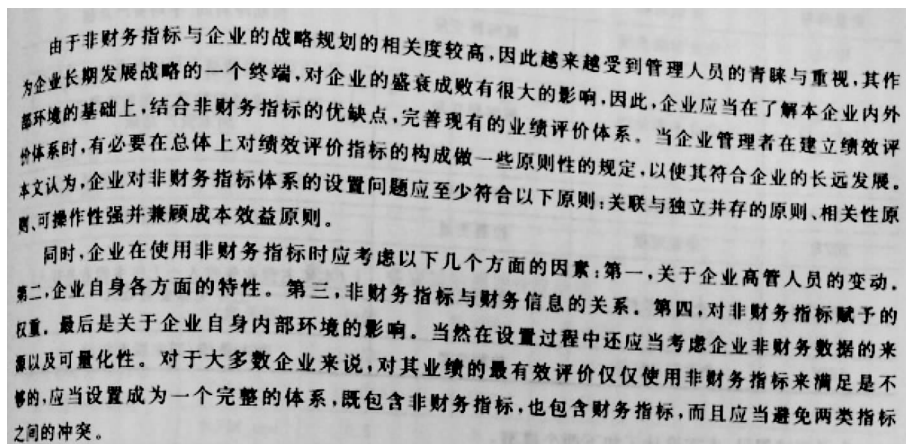 由于非财务指标与企业的战略规划的相关度较高,因此越来越受到管理人员的青睐与重视,其作
为企业长期发展战略的一个终端,对企业的盛衰成败有很大的影响,因此,企业应当在了解本企业内外
部环境的基础上,结合非财务指标的优缺点,完善现有的业绩评价体系。当企业管理者在建立绩效评
价体系时,有必要在总体上对绩效评价指标的构成做一些原则性的规定,以使其符合企业的长远发展。
本文认为,企业对非财务指标体系的设置问题应至少符合以下原则:关联与独立并存的原则、相关性原
则、可操作性强并兼顾成本效益原则。
同时,企业在使用非财务指标时应考虑以下几个方面的因素:第一,关于企业高管人员的变动。
第二,企业自身各方面的特性。第三,非财务指标与财务信息的关系。第四,对非财务指标赋予的
权重。最后是关于企业自身内部环境的影响。当然在设置过程中还应当考虑企业非财务数据的来
源以及可量化性。对于大多数企业来说,对其业绩的最有效评价仅仅使用非财务指标来满足是不
够的,应当设置成为一个完整的体系,既包含非财务指标,也包含财务指标,而且应当避免两类指标
之间的冲突。